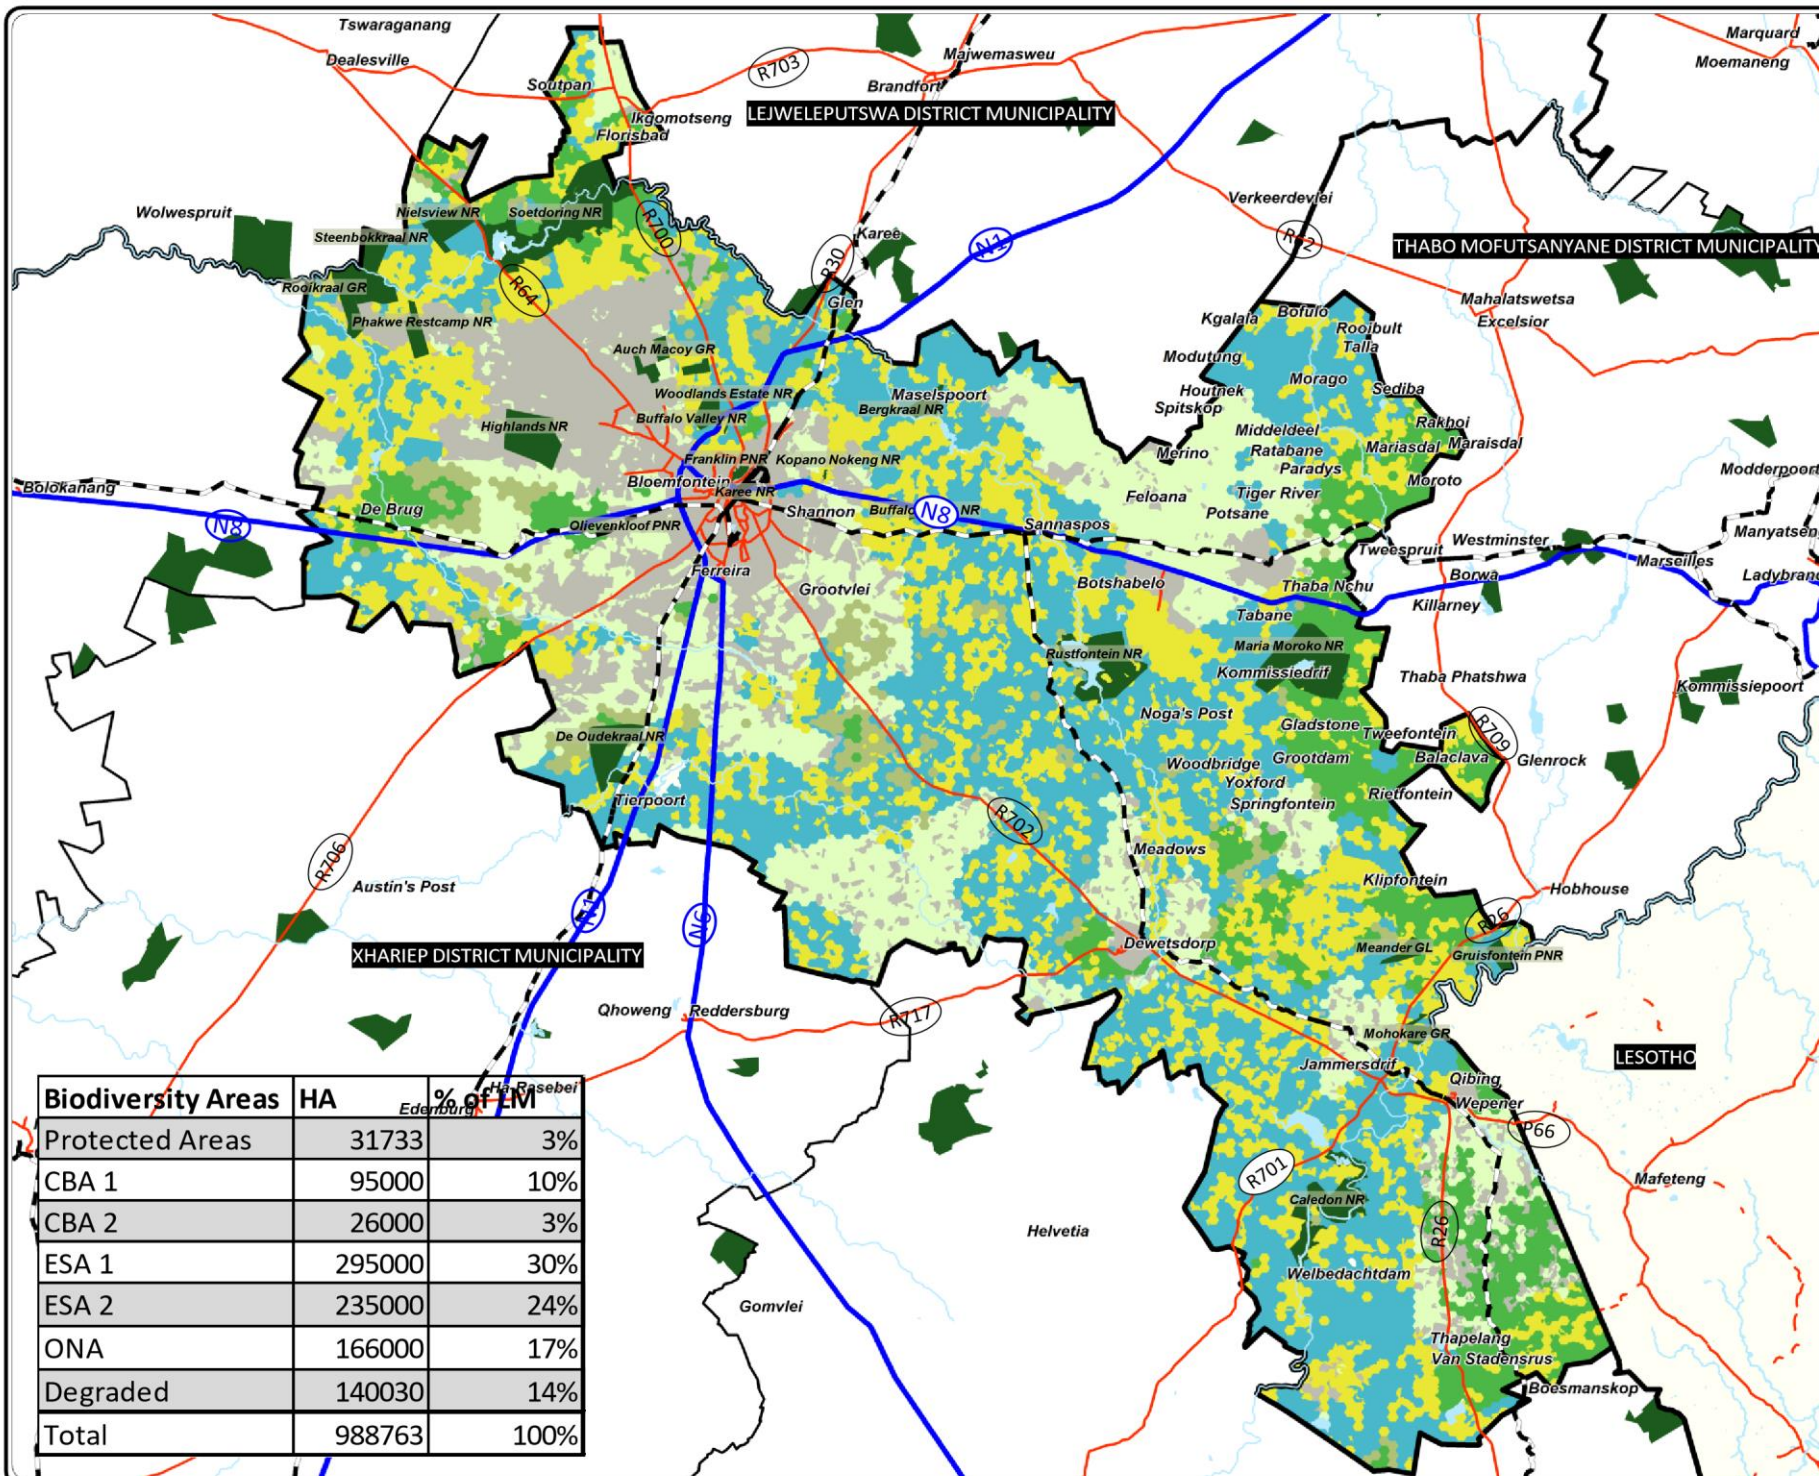 Tswaraganang
Marquard
Dealesville
Majwemasweu
Moemaneng
R703
Soutpan
Brandfort
Ikgomotseng
LEJWELEPUTSWA DISTRICT MUNICIPALITY
Florisbad
Verkeerdevlei
Wolwespruit
Nielsview NR
Soetdoring NR
R700
Karee
N1
Steenbokkraal NR
THABO MOFUTSANYANE DISTRICT MUNICIPALITY
R30
Rooikraal GR
R64
Glen
Mahalatswetsa
Kgalala
Bofulo
Phakwe Restcamp NR
Rooibult
Excelsior
Auch Macoy GR
Talla
Modutung
Woodlands Estate NR
Maselspoort
Houtnek
Morago
Sediba
Bergkraal NR
Spitskop
Buffalo Valley NR
Highlands NR
Middeldeel
Rakhoi
Franklin PNR
Kopano Nokeng NR
Merino
Ratabane
Mariasdal
Maraisdal
Paradys
Modderpoort
Bolokanang
Bloemfontein
Karee NR
Feloana
Tiger River
Moroto
De Brug
Shannon
Buffalo
N8
NR
Potsane
N8
Olievenkloof PNR
Sannaspos
Manyatsen
Westminster
Tweespruit
Ferreira
Marseilles
Grootvlei
Botshabelo
Thaba Nchu
Borwa
Ladybrand
Killarney
Tabane
Rustfontein NR
Maria Moroko NR
Kommissiedrif
Thaba Phatshwa
Kommissiepoort
Noga's Post
Gladstone
Tweefontein
R709
De Oudekraal NR
Woodbridge
Grootdam
Balaclava
Glenrock
Yoxford
Tierpoort
Springfontein
Rietfontein
R702
Meadows
R706
Austin's Post
Klipfontein
Hobhouse
N1
N6
R26
XHARIEP DISTRICT MUNICIPALITY
Dewetsdorp
Meander GL
Gruisfontein PNR
Qhoweng
Reddersburg
R717
Mohokare GR
LESOTHO
Jammersdrif
Qibing
Wepener
Ha Rasebei
Edenburg
P66
R701
Mafeteng
Caledon NR
R26
Helvetia
Welbedachtdam
Gomvlei
Thapelang
Van Stadensrus
Boesmanskop
Biodiversity Areas HA % of LM
Protected Areas 31733 3%
CBA 1 95000 10%
CBA 2 26000 3%
ESA 1 295000 30%
ESA 2 235000 24%
ONA 166000 17%
Degraded 140030 14%
Total 988763 100%